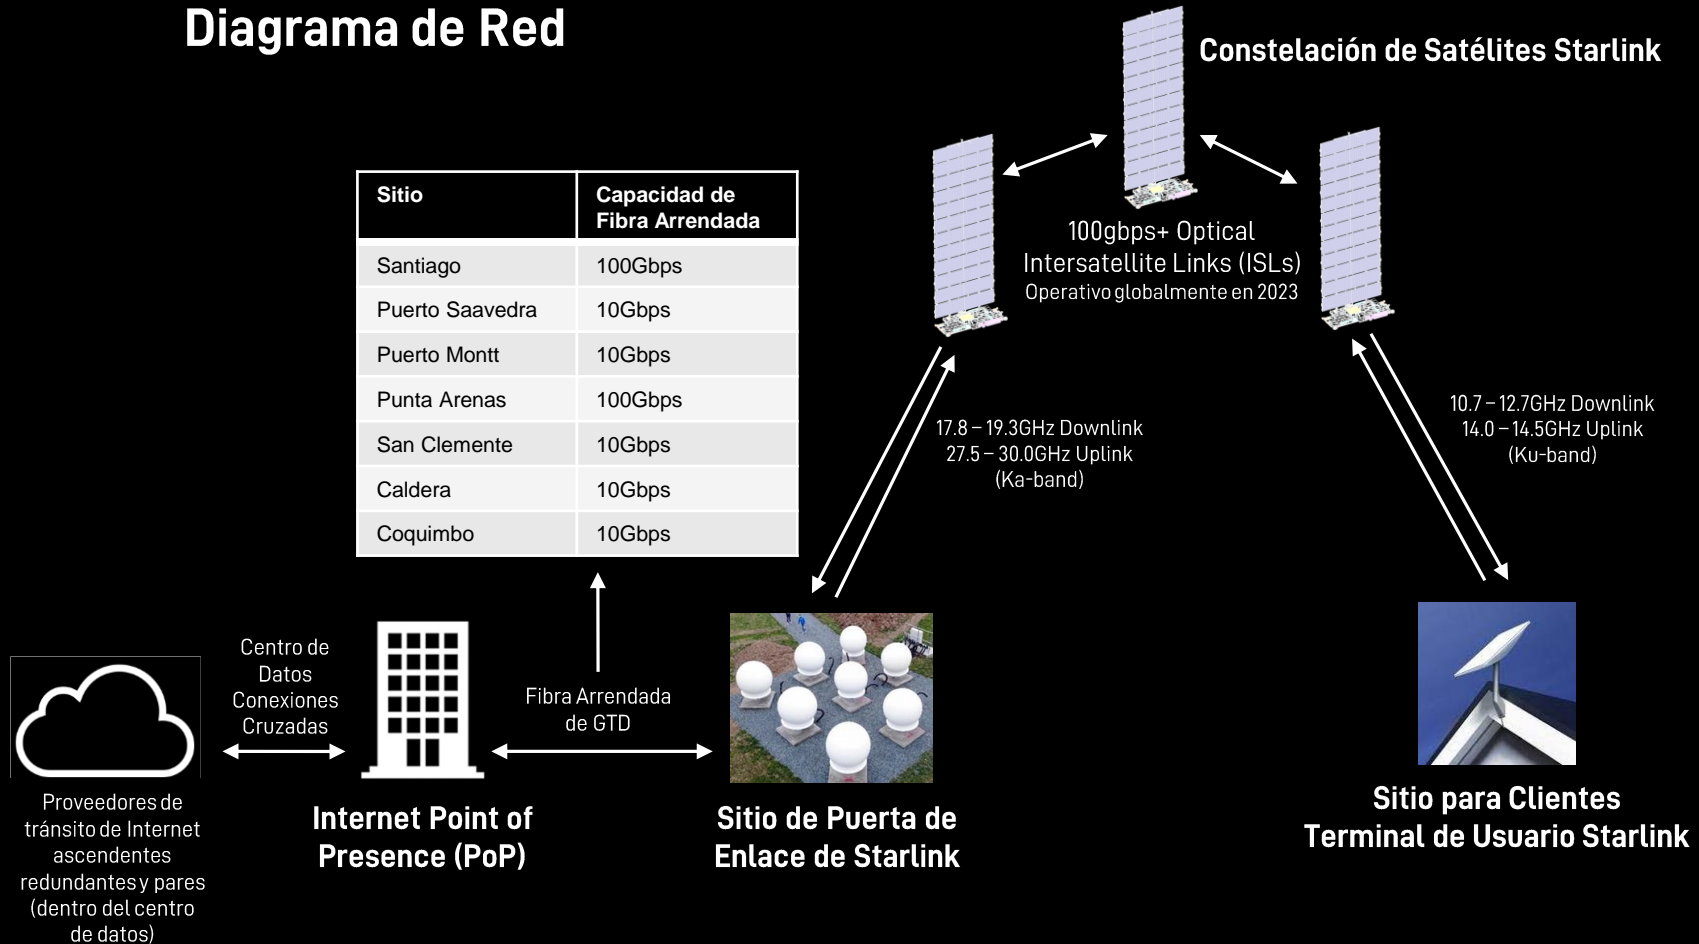 Diagrama de Red
Constelación de Satélites Starlink
Sitio Capacidad de
Fibra Arrendada
Santiago 100Gbps
Puerto Saavedra 10Gbps
Puerto Montt 10Gbps
Punta Arenas 100Gbps
San Clemente 10Gbps
Caldera 10Gbps
Coquimbo 10Gbps
100gbps+ Optical
Intersatellite Links (ISLs)
Operativo globalmente en 2023
17.8 – 19.3GHz Downlink
27.5 – 30.0GHz Uplink
(Ka-band)
10.7 – 12.7GHz Downlink
14.0 – 14.5GHz Uplink
(Ku-band)
Centro de
Datos
Conexiones
Cruzadas
Fibra Arrendada
de GTD
Proveedores de
tránsito de Internet
ascendentes
redundantes y pares
(dentro del centro
de datos)
Internet Point of
Presence (PoP)
Sitio de Puerta de
Enlace de Starlink
Sitio para Clientes
Terminal de Usuario Starlink